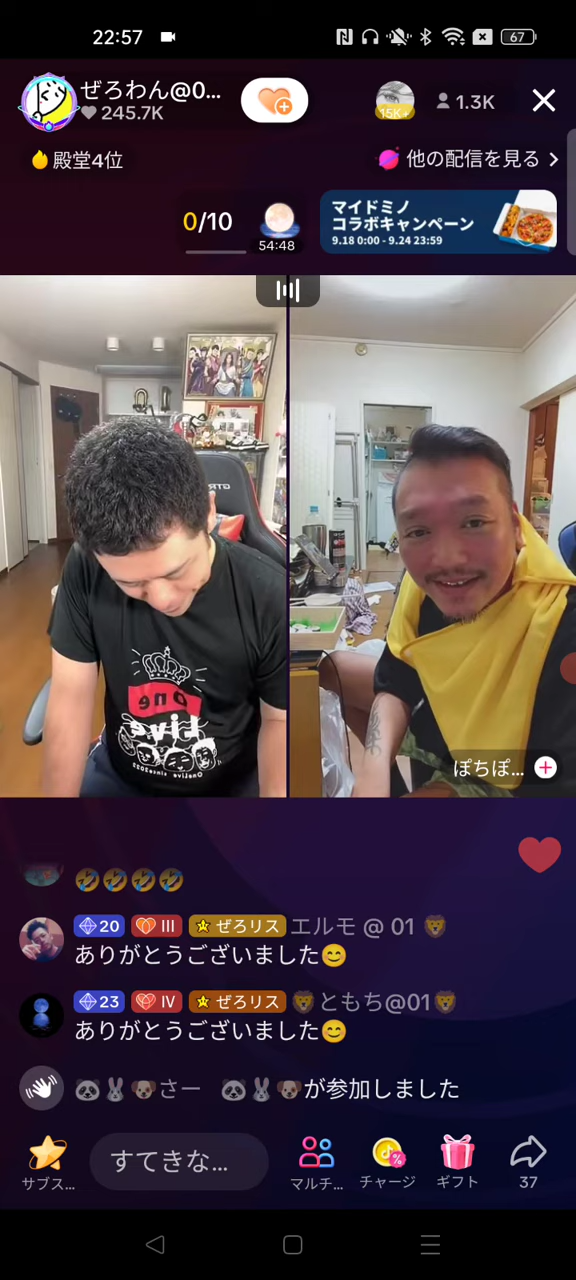 22:57
67
ぜろわん@0...
245.7K
15K+
1.3K
殿堂4位
他の配信を見る
0/10
54:48
マイドミノ
コラボキャンペーン
9.18 0:00 - 9.24 23:59
GTR
One
Live
OneLive since2022
ぽちぽ...
🤣🤣🤣🤣
20 III ぜろリス エルモ @ 01 🦁
ありがとうございました😊
23 IV ぜろリス 🦁ともち@01🦁
ありがとうございました😊
🐼🐰🐶さー 🐼🐰🐶が参加しました
すてきな...
サブス...
マルチ...
チャージ
ギフト
37